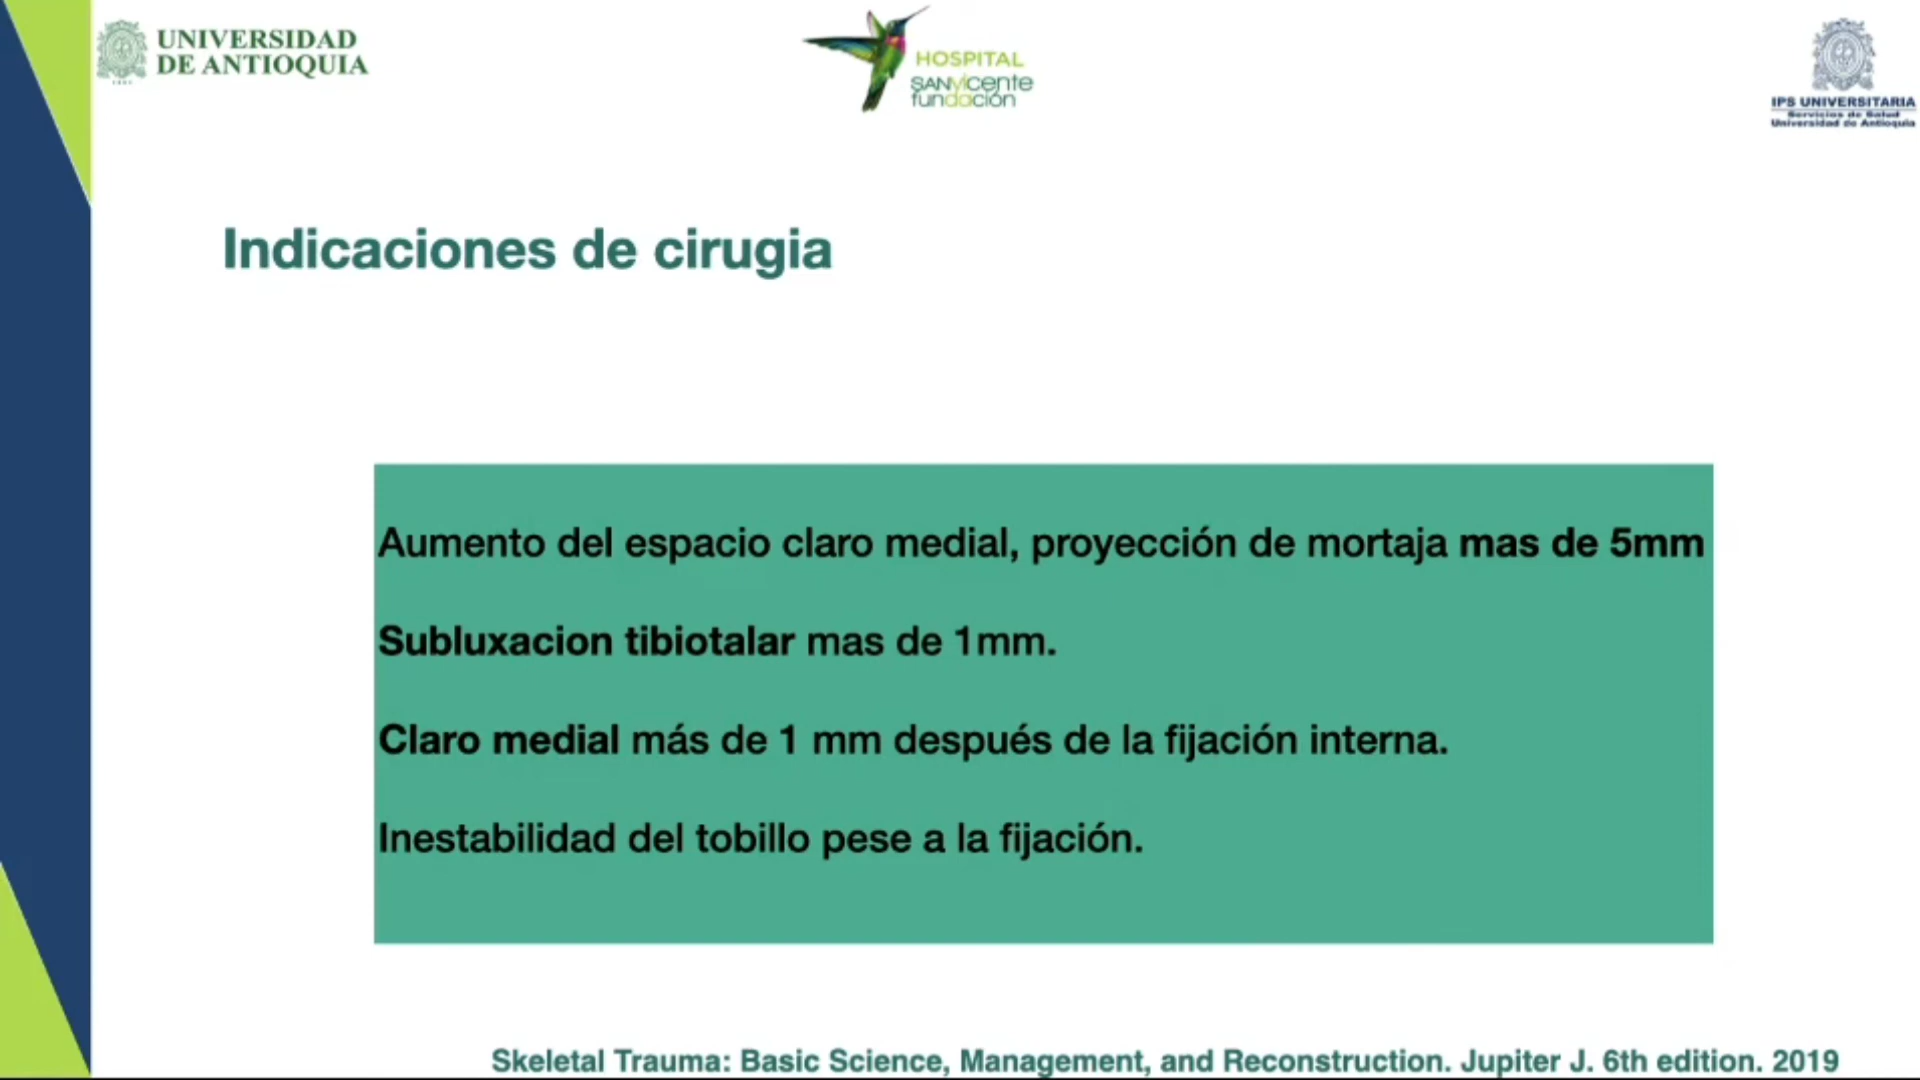 UNIVERSIDAD
DE ANTIOQUIA
HOSPITAL
SANVICENTE
fundación
IPS UNIVERSITARIA
Servicios de Salud
Universidad de Antioquia
Indicaciones de cirugia
Aumento del espacio claro medial, proyección de mortaja mas de 5mm
Subluxacion tibiotalar mas de 1mm.
Claro medial más de 1 mm después de la fijación interna.
Inestabilidad del tobillo pese a la fijación.
Skeletal Trauma: Basic Science, Management, and Reconstruction. Jupiter J. 6th edition. 2019